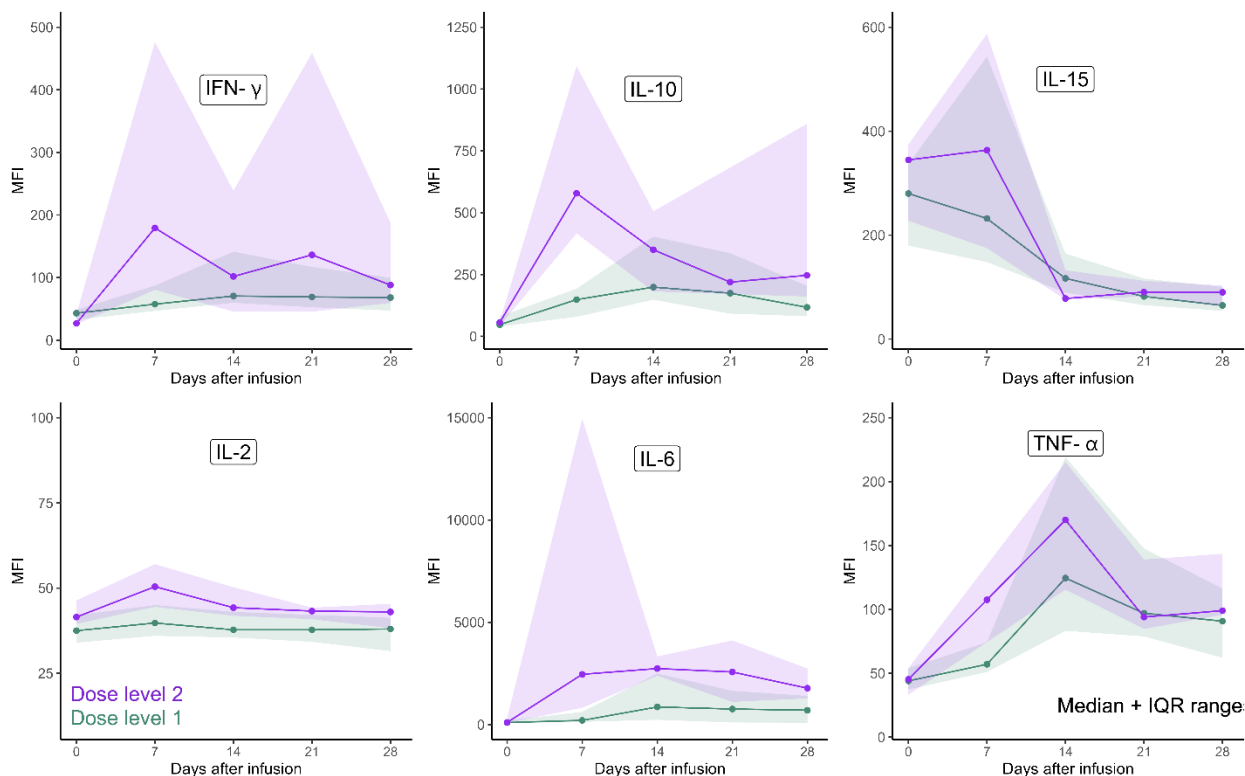 500
400
300
200
100
0
MFI
IFN- γ
0 7 14 21 28
Days after infusion
1250
1000
750
500
250
0
MFI
IL-10
0 7 14 21 28
Days after infusion
600
400
200
0
MFI
IL-15
0 7 14 21 28
Days after infusion
100
75
50
25
MFI
IL-2
Dose level 2
Dose level 1
0 7 14 21 28
Days after infusion
15000
10000
5000
0
MFI
IL-6
0 7 14 21 28
Days after infusion
250
200
150
100
50
0
MFI
TNF- α
Median + IQR ranges
0 7 14 21 28
Days after infusion